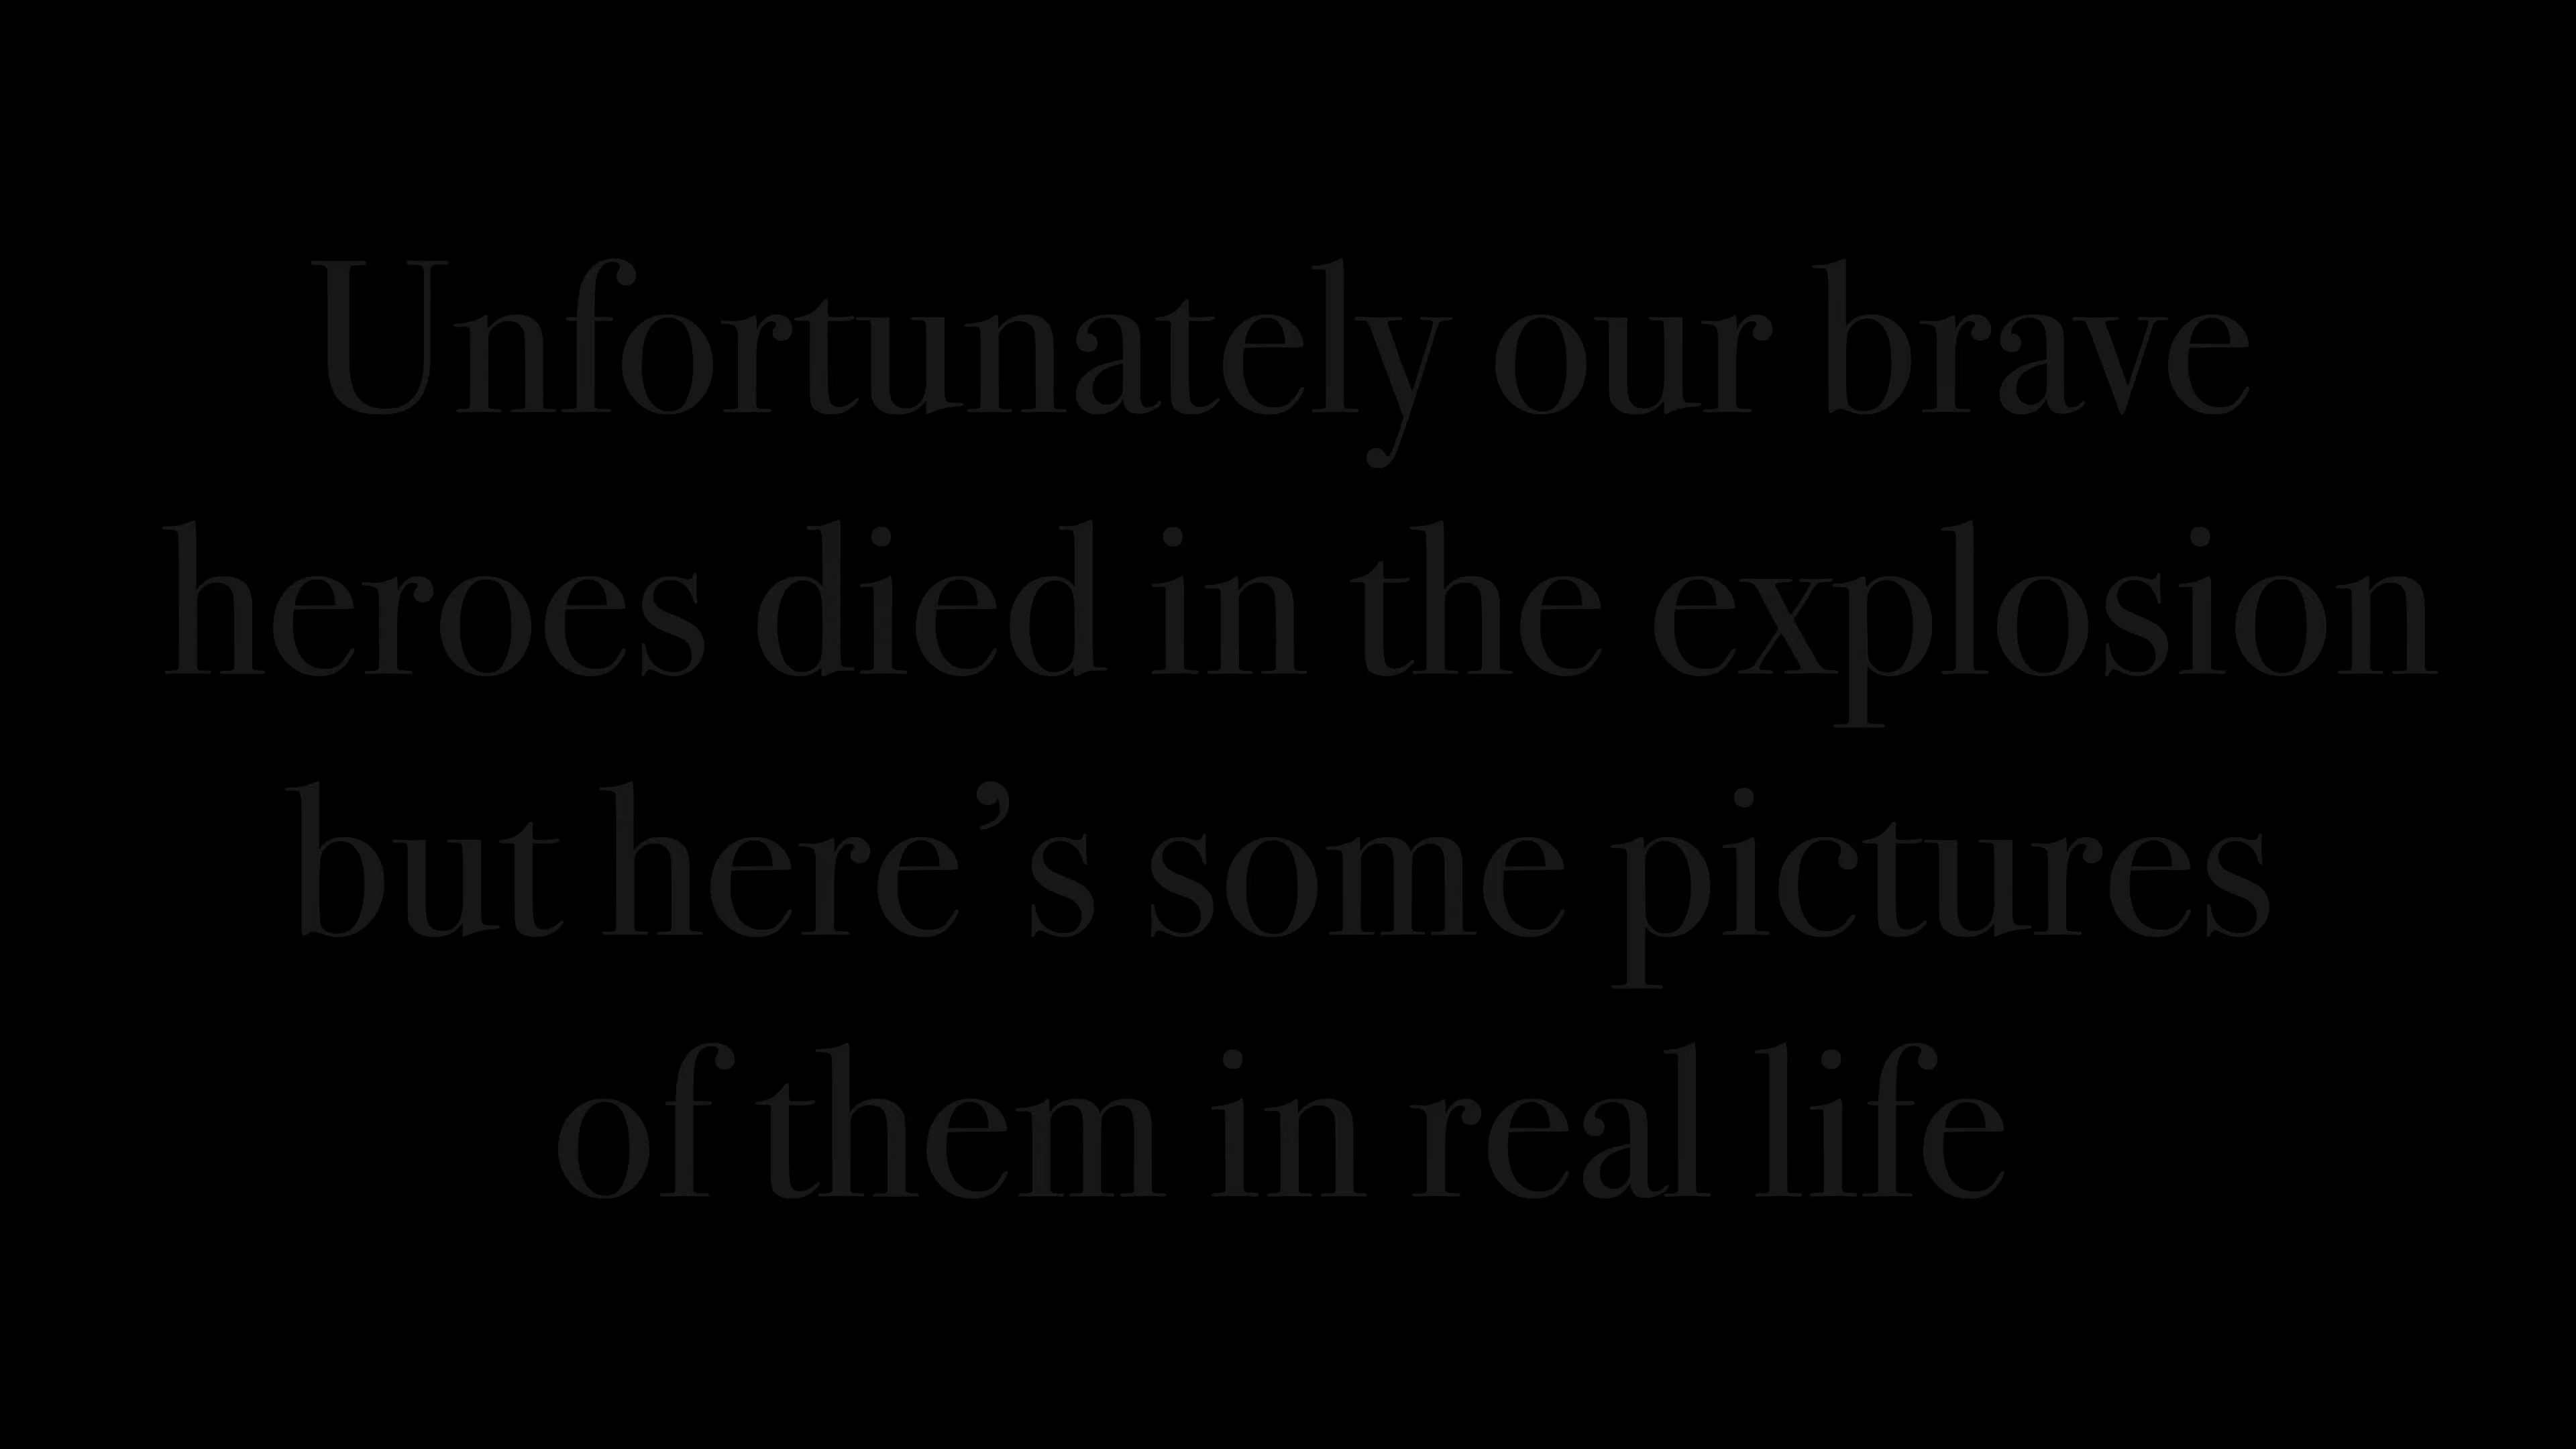 Unfortunately our brave
heroes died in the explosion
but here’s some pictures
of them in real life